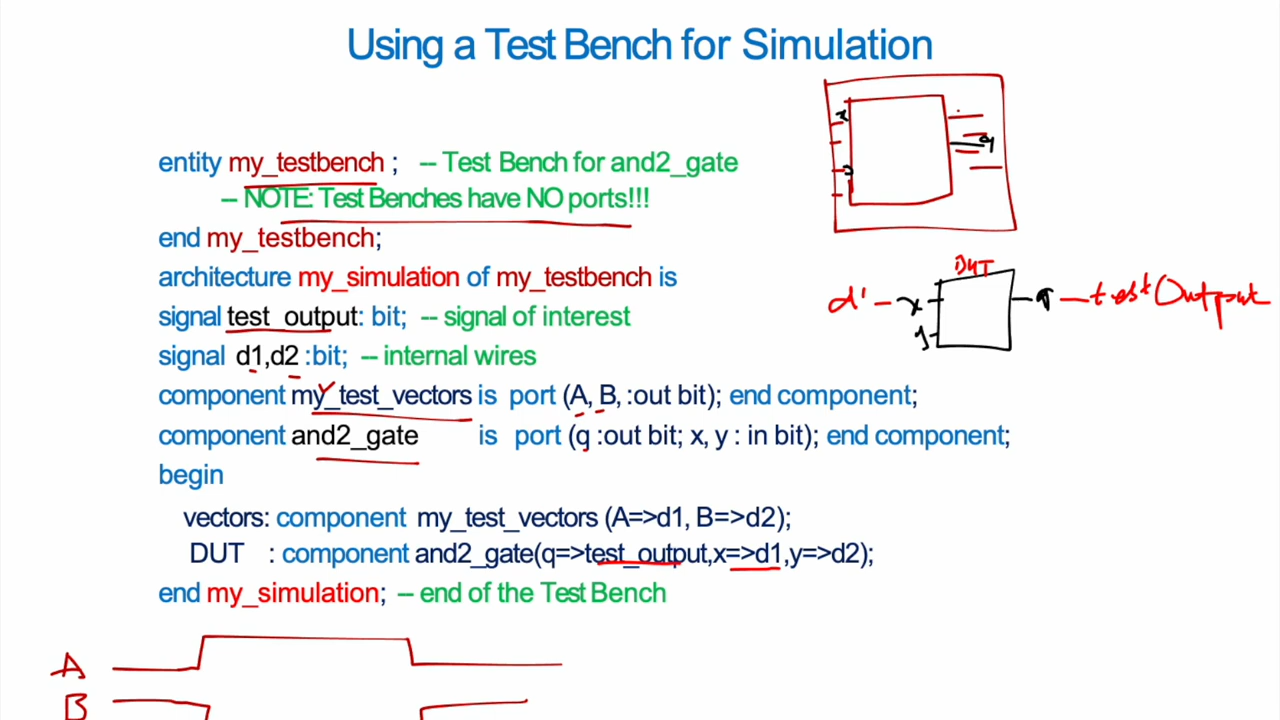 Using a Test Bench for Simulation
entity my_testbench ; -- Test Bench for and2_gate
-- NOTE: Test Benches have NO ports!!!
end my_testbench;
architecture my_simulation of my_testbench is
signal test_output: bit; -- signal of interest
signal d1,d2 :bit; -- internal wires
component my_test_vectors is port (A, B, :out bit); end component;
component and2_gate is port (q :out bit; x, y : in bit); end component;
begin
vectors: component my_test_vectors (A=>d1, B=>d2);
DUT : component and2_gate(q=>test_output,x=>d1,y=>d2);
end my_simulation; -- end of the Test Bench
x
y
q
DUT
d1 x q testOutput
y
A
B